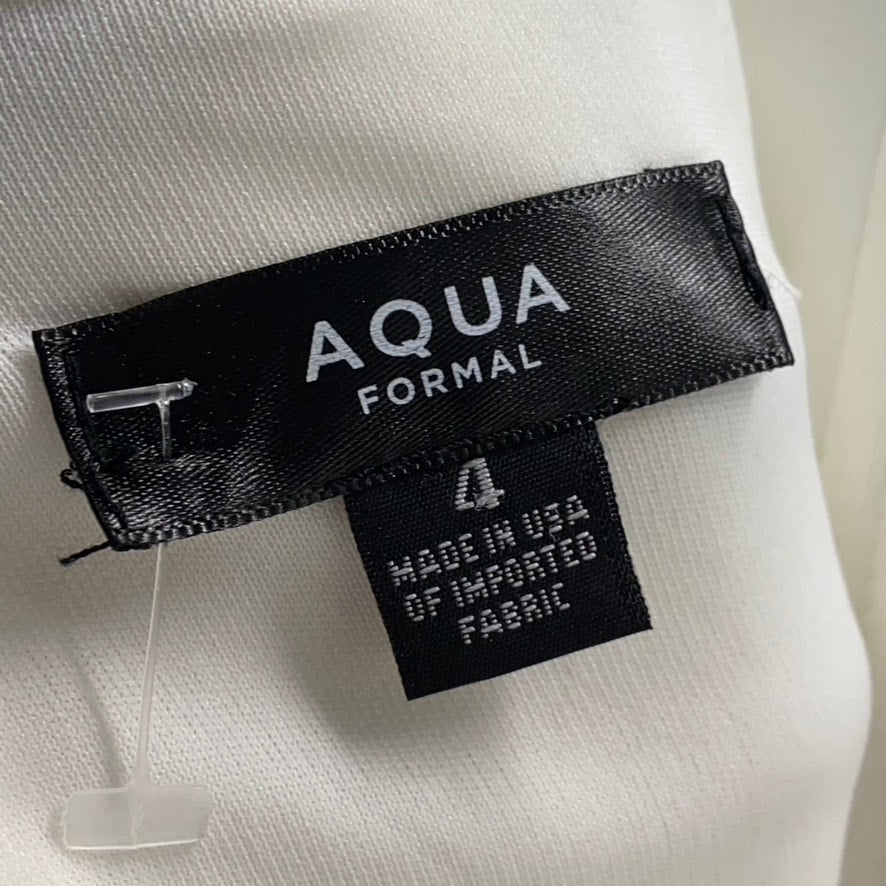 AQUA
FORMAL
4
MADE IN USA
OF IMPORTED
FABRIC